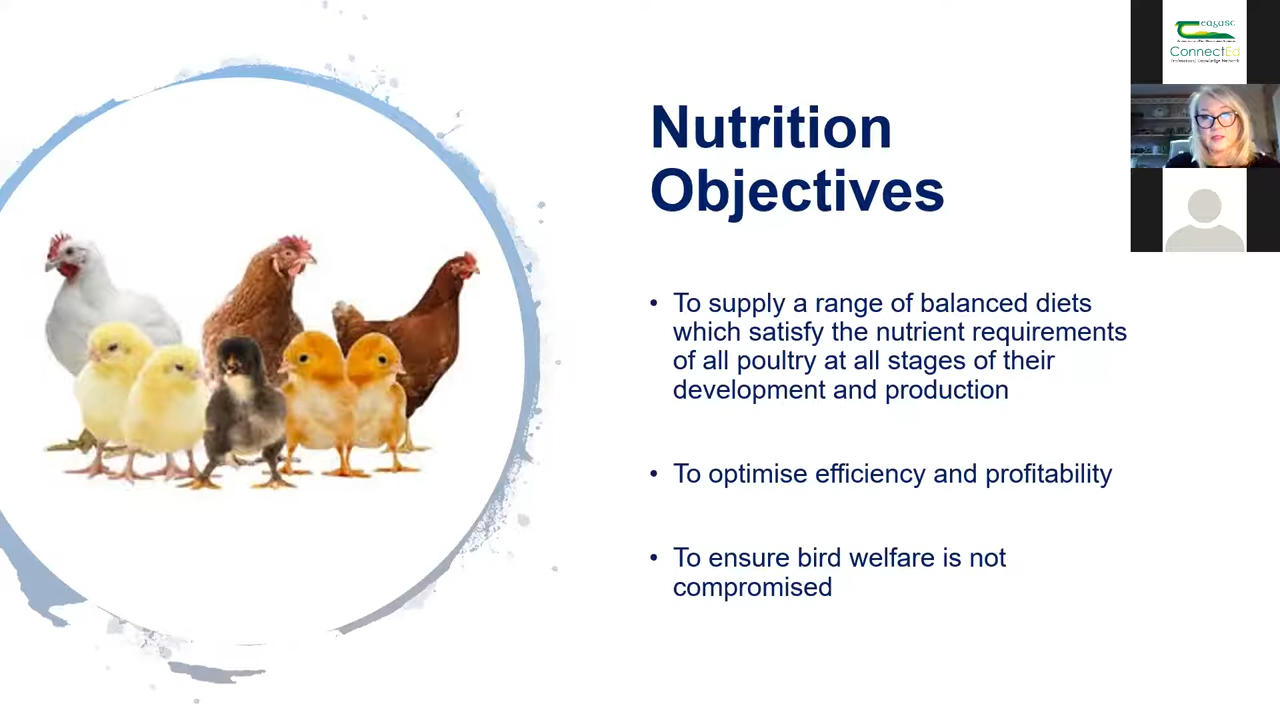 Nutrition
Objectives
• To supply a range of balanced diets
which satisfy the nutrient requirements
of all poultry at all stages of their
development and production
• To optimise efficiency and profitability
• To ensure bird welfare is not
compromised
eagasc
ConnectEd